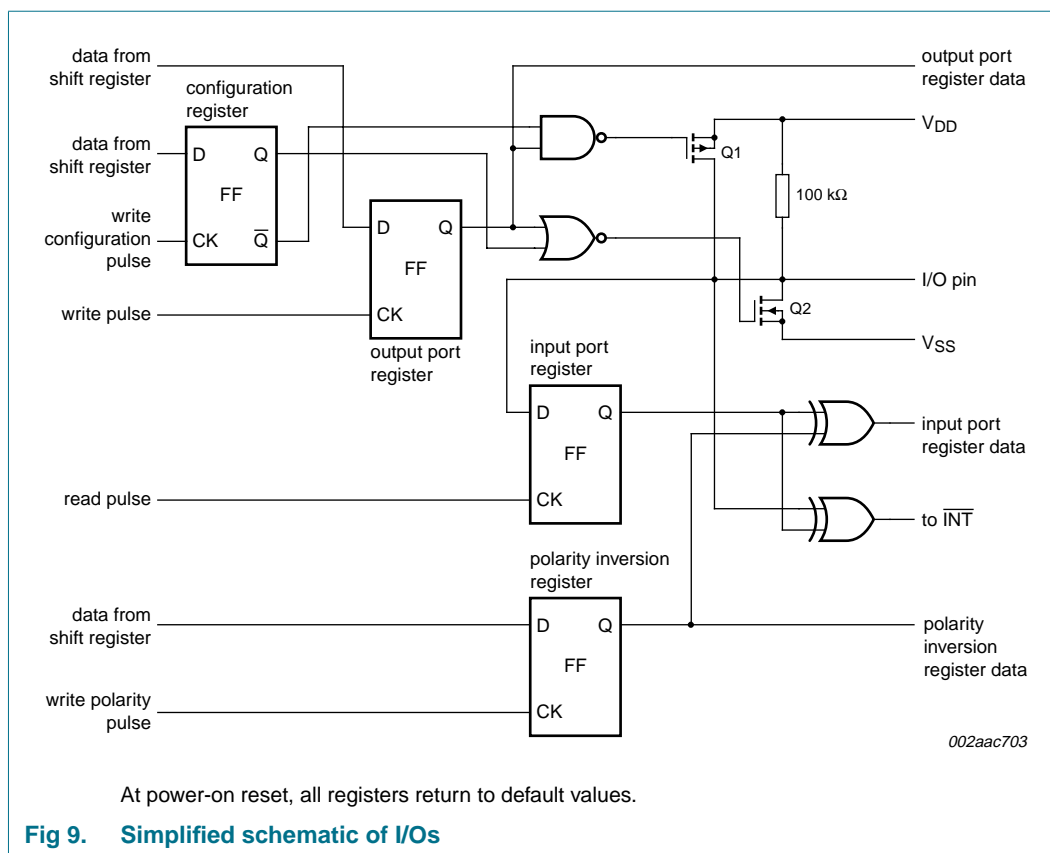 data from
shift register
configuration
register
output port
register data
data from
shift register
D
Q
FF
CK
Q
write
configuration
pulse
D
Q
FF
CK
output port
register
write pulse
Q1
VDD
100 kΩ
I/O pin
Q2
VSS
input port
register
D
Q
FF
CK
read pulse
input port
register data
to INT
polarity inversion
register
data from
shift register
D
Q
FF
CK
write polarity
pulse
polarity
inversion
register data
002aac703
At power-on reset, all registers return to default values.
Fig 9. Simplified schematic of I/Os